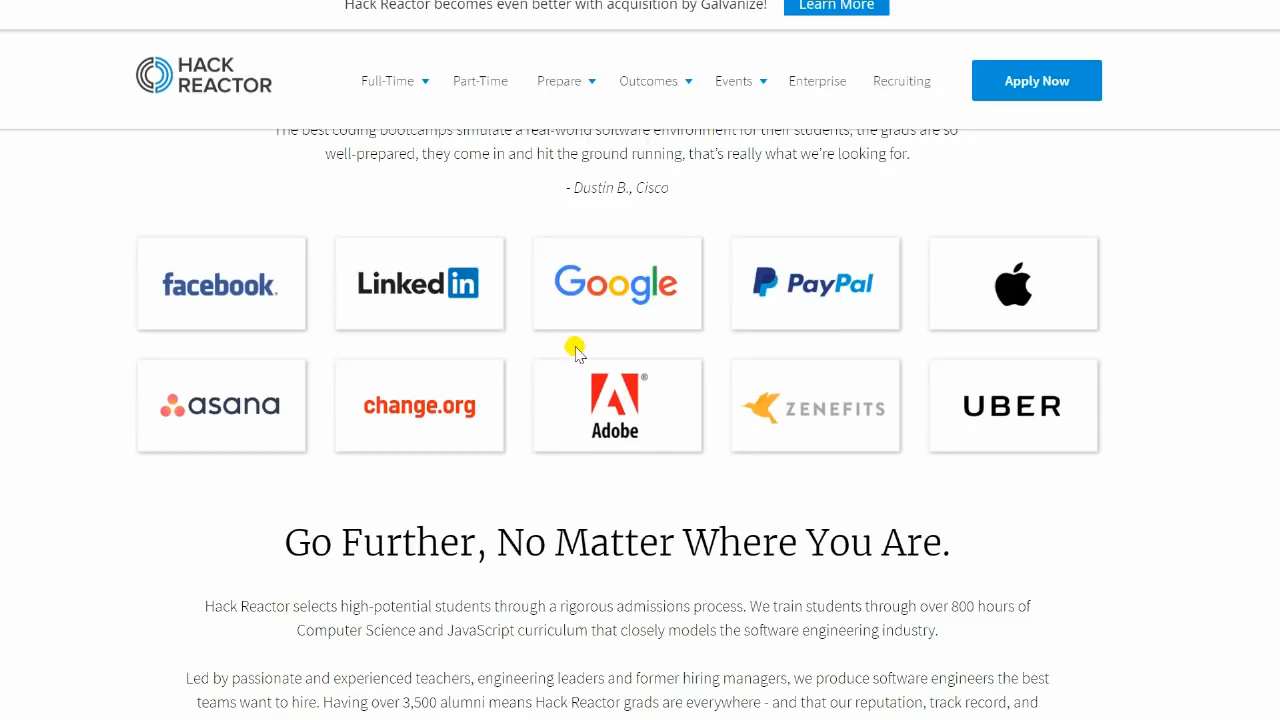 Hack Reactor becomes even better with acquisition by Galvanize! Learn More
HACK
REACTOR
Full-Time Part-Time Prepare Outcomes Events Enterprise Recruiting Apply Now
The best coding bootcamps simulate a real-world software environment for their students, the grads are so
well-prepared, they come in and hit the ground running, that's really what we're looking for.
- Dustin B., Cisco
facebook. LinkedIn Google PayPal
asana change.org Adobe® ZENEFITS UBER
Go Further, No Matter Where You Are.
Hack Reactor selects high-potential students through a rigorous admissions process. We train students through over 800 hours of
Computer Science and JavaScript curriculum that closely models the software engineering industry.
Led by passionate and experienced teachers, engineering leaders and former hiring managers, we produce software engineers the best
teams want to hire. Having over 3,500 alumni means Hack Reactor grads are everywhere - and that our reputation, track record, and